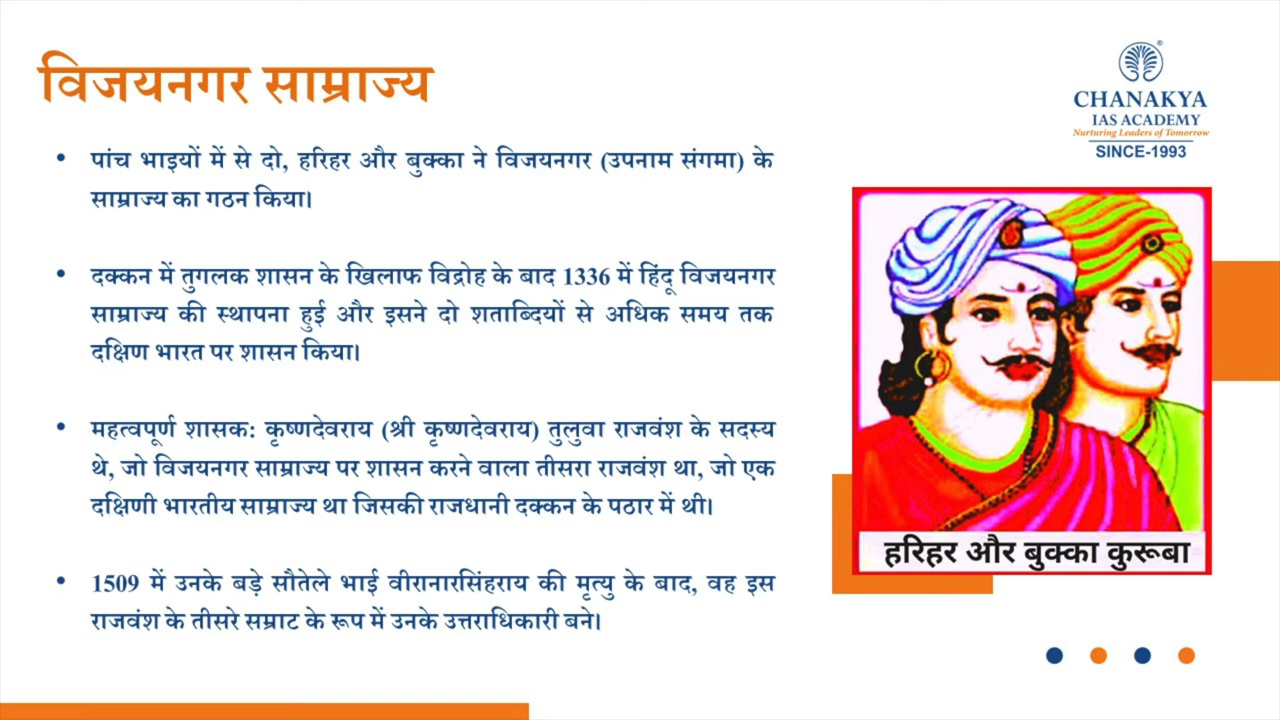 विजयनगर साम्राज्य
CHANAKYA
IAS ACADEMY
Nurturing Leaders of Tomorrow
SINCE-1993
• पांच भाइयों में से दो, हरिहर और बुक्का ने विजयनगर (उपनाम संगमा) के
साम्राज्य का गठन किया।
• दक्कन में तुगलक शासन के खिलाफ विद्रोह के बाद 1336 में हिंदू विजयनगर
साम्राज्य की स्थापना हुई और इसने दो शताब्दियों से अधिक समय तक
दक्षिण भारत पर शासन किया।
• महत्वपूर्ण शासक: कृष्णदेवराय (श्री कृष्णदेवराय) तुलुवा राजवंश के सदस्य
थे, जो विजयनगर साम्राज्य पर शासन करने वाला तीसरा राजवंश था, जो एक
दक्षिणी भारतीय साम्राज्य था जिसकी राजधानी दक्कन के पठार में थी।
• 1509 में उनके बड़े सौतेले भाई वीरानारसिंहराय की मृत्यु के बाद, वह इस
राजवंश के तीसरे सम्राट के रूप में उनके उत्तराधिकारी बने।
हरिहर और बुक्का कुरूबा